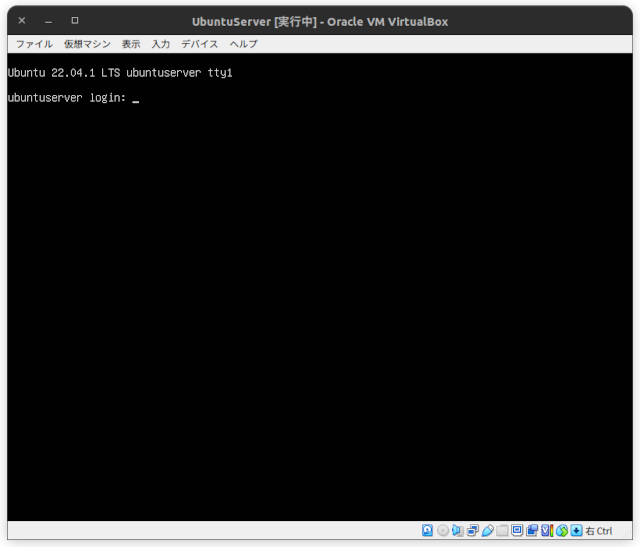 UbuntuServer [実行中] - Oracle VM VirtualBox
ファイル 仮想マシン 表示 入力 デバイス ヘルプ
Ubuntu 22.04.1 LTS ubuntuserver tty1
ubuntuserver login: _
右 Ctrl